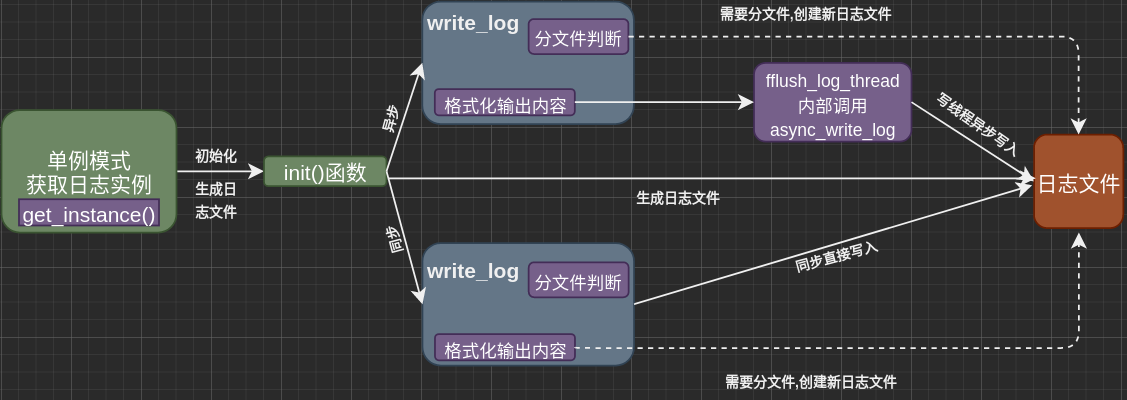 单例模式
获取日志实例
get_instance()
初始化
生成日
志文件
init()函数
异步
同步
write_log
分文件判断
格式化输出内容
需要分文件,创建新日志文件
fflush_log_thread
内部调用
async_write_log
写线程异步写入
生成日志文件
日志文件
write_log
分文件判断
格式化输出内容
同步直接写入
需要分文件,创建新日志文件